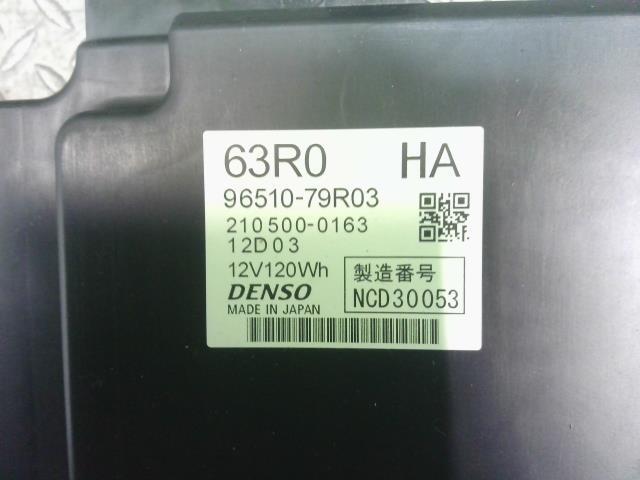 63R0 HA
96510-79R03
210500-0163
12D03
12V120Wh
DENSO
MADE IN JAPAN
製造番号
NCD30053